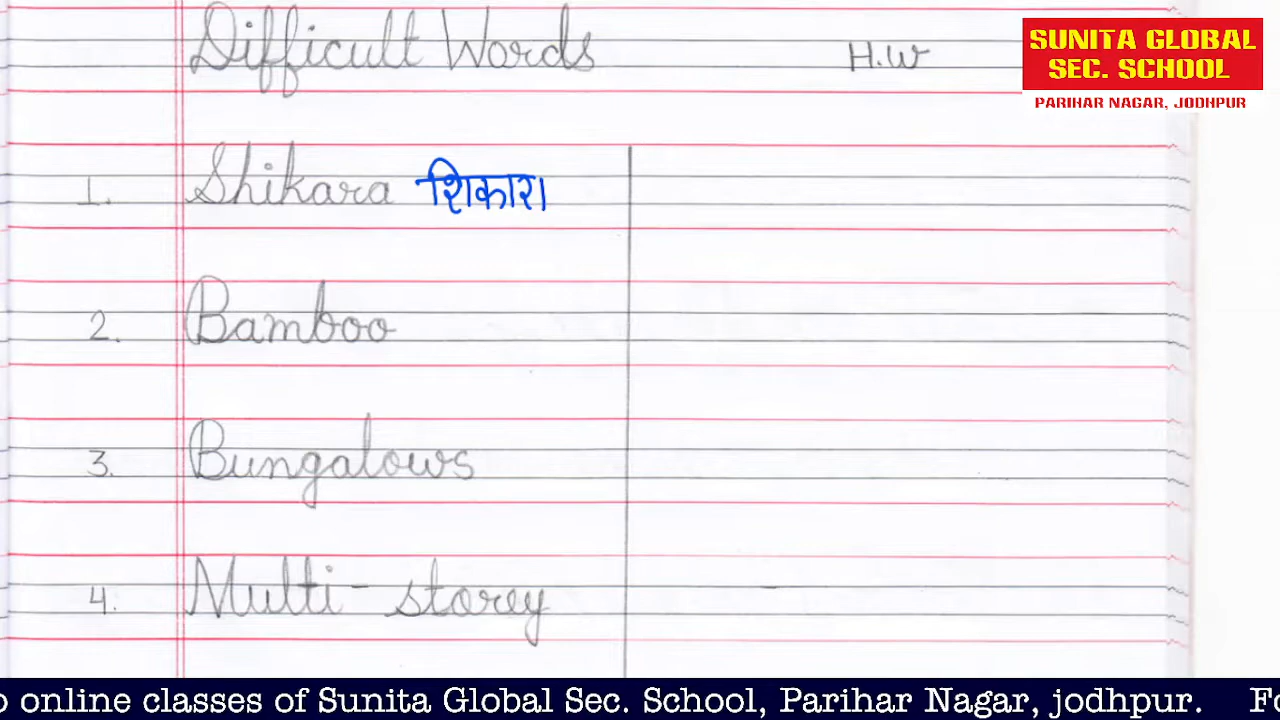 Difficult Words H.W
SUNITA GLOBAL
SEC. SCHOOL
PARIHAR NAGAR, JODHPUR
1. Shikara शिकारा
2. Bamboo
3. Bungalows
4. Multi-storey
o online classes of Sunita Global Sec. School, Parihar Nagar, jodhpur. Fo